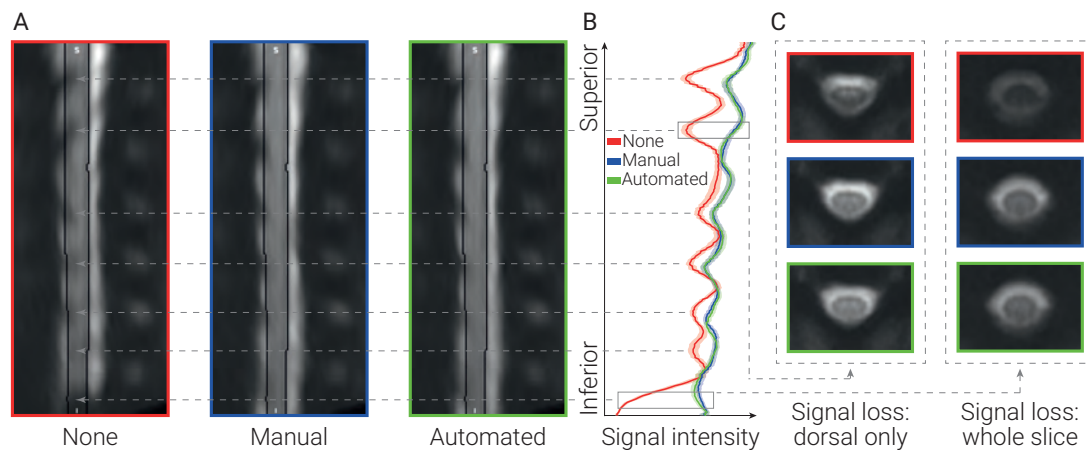 A
B
C
S
Superior
None
Manual
Automated
Inferior
I
None
Manual
Automated
Signal intensity
Signal loss:
dorsal only
Signal loss:
whole slice